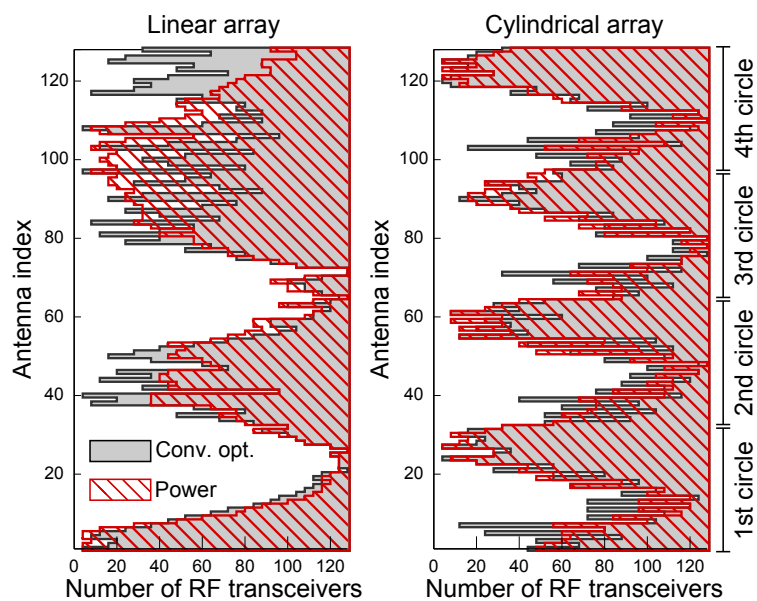 Linear array
Cylindrical array
Antenna index
120
100
80
60
40
20
Conv. opt.
Power
0 20 40 60 80 100 120
Number of RF transceivers
Antenna index
120
100
80
60
40
20
0 20 40 60 80 100 120
Number of RF transceivers
4th circle
3rd circle
2nd circle
1st circle